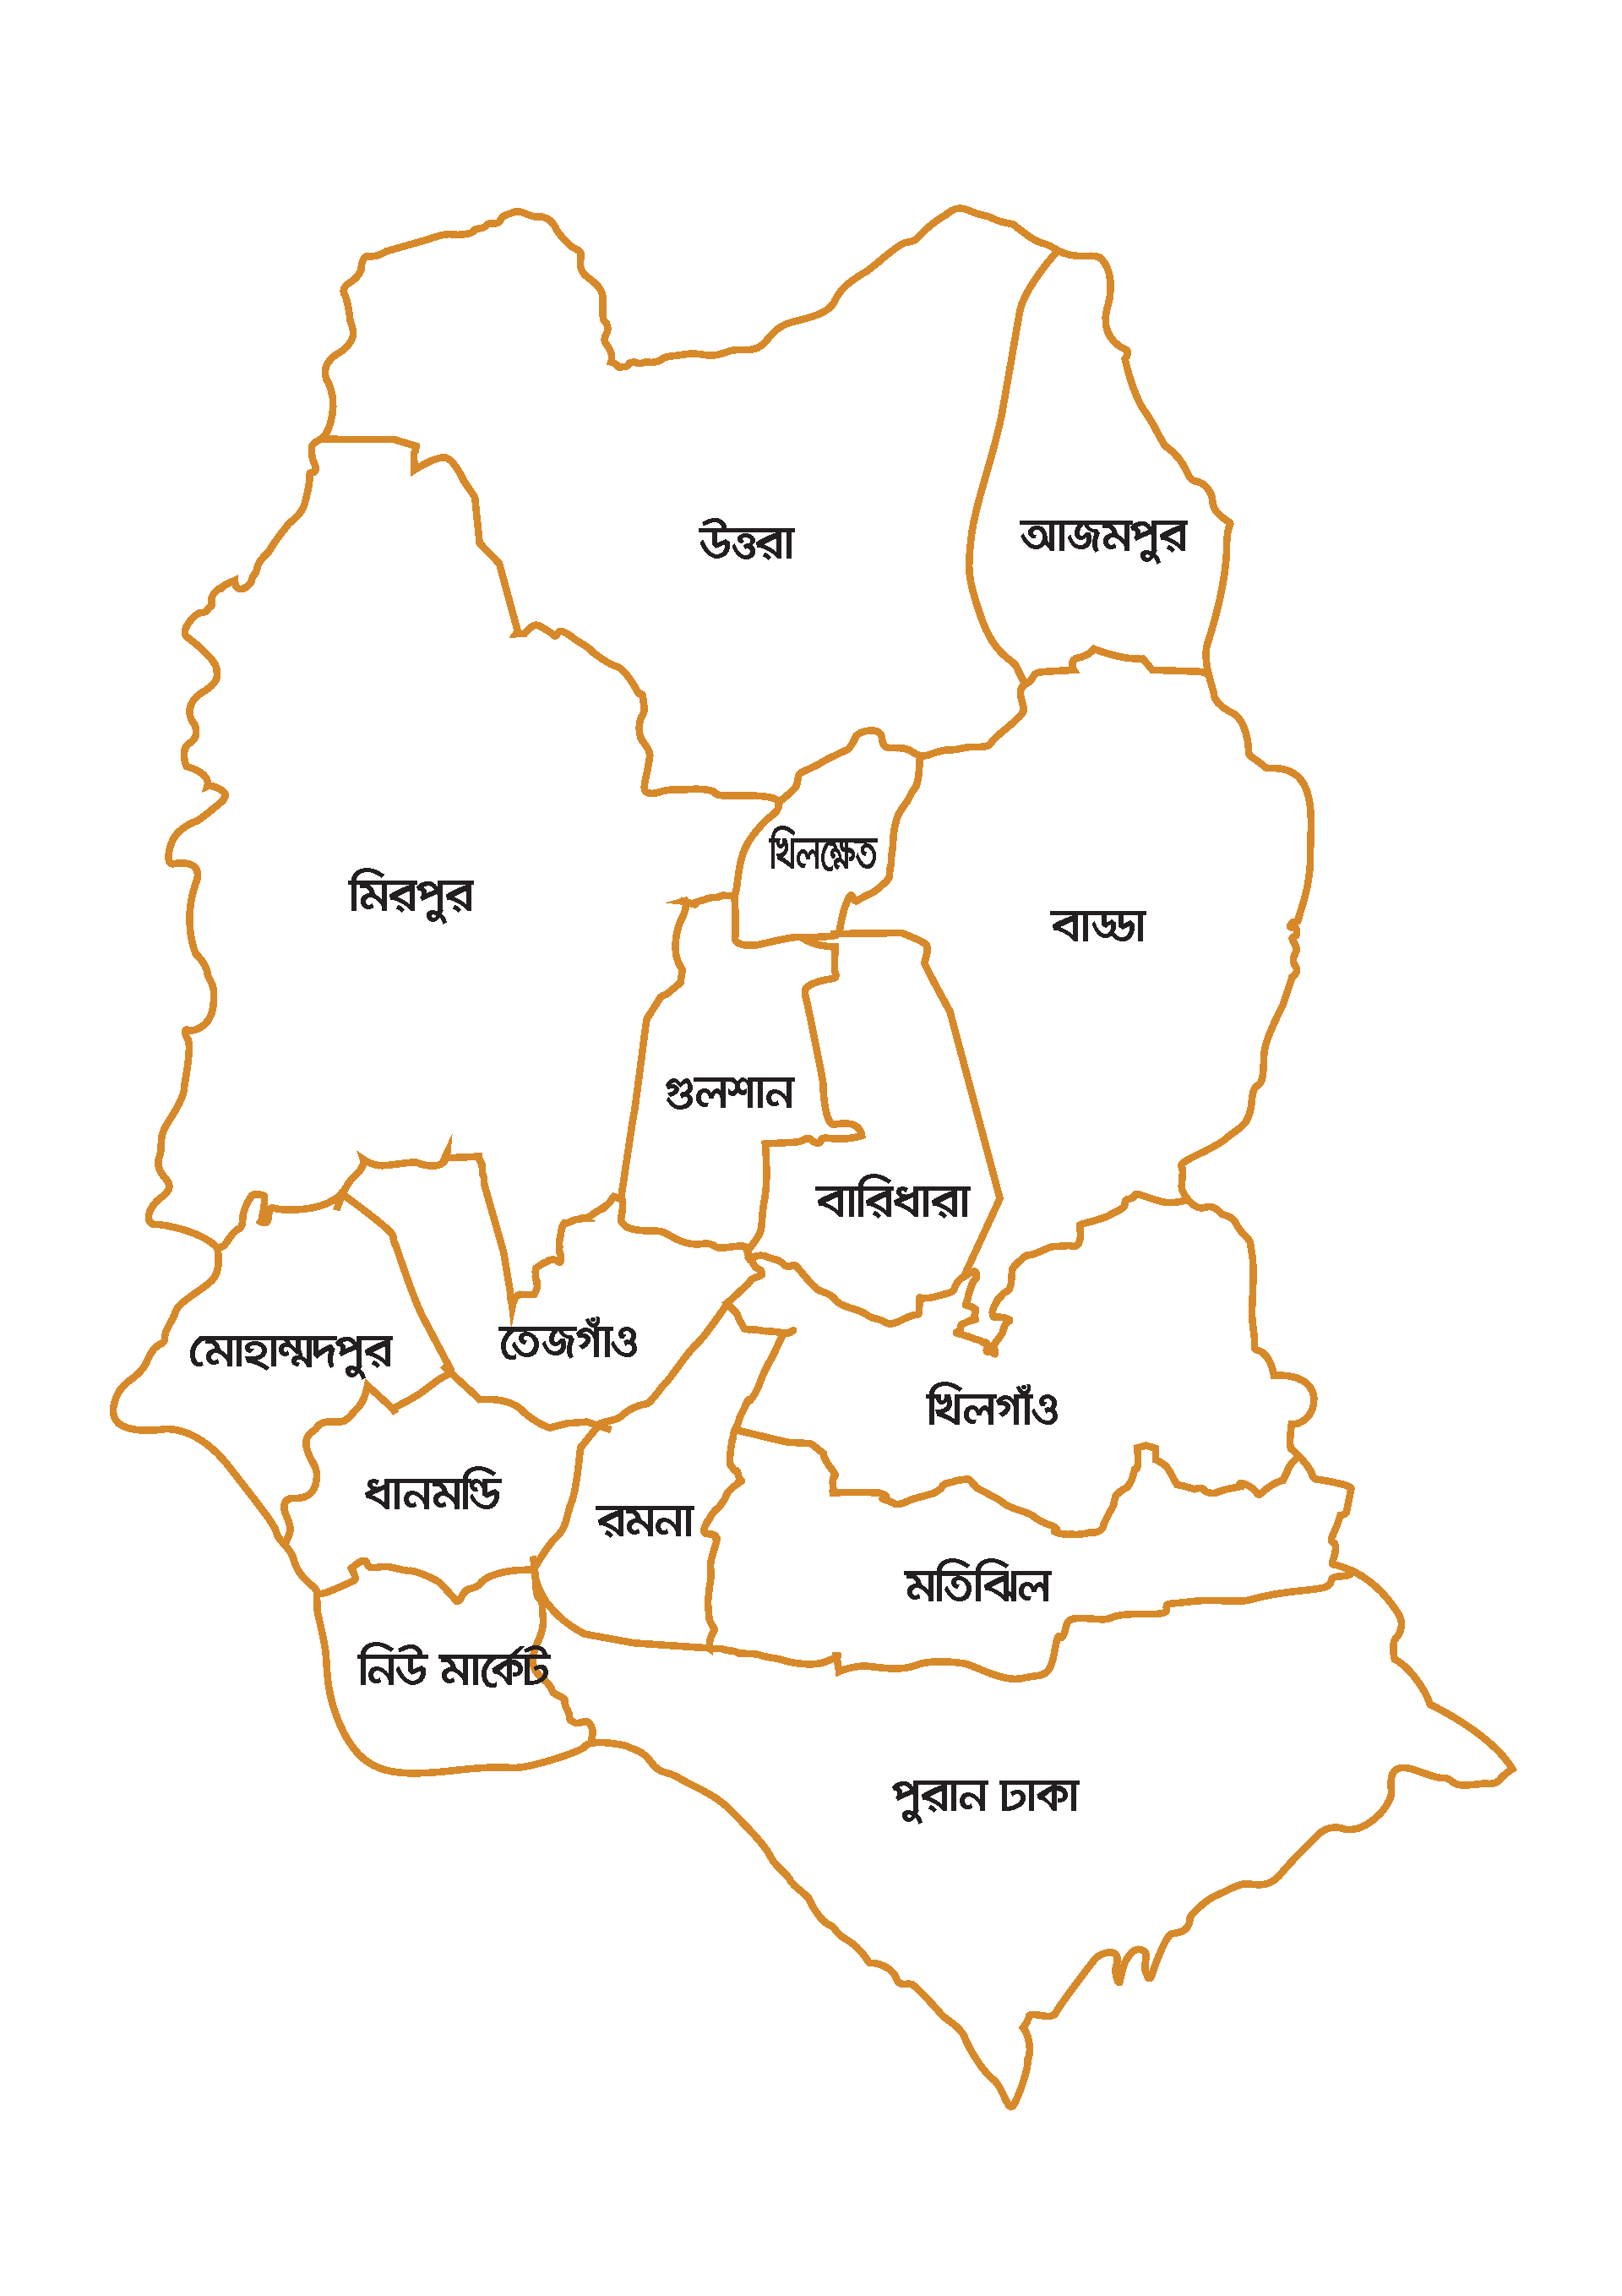 উত্তরা
আজমপুর
খিলক্ষেত
মিরপুর
বাড্ডা
গুলশান
বারিধারা
মোহাম্মদপুর
তেজগাঁও
খিলগাঁও
ধানমন্ডি
রমনা
মতিঝিল
নিউ মার্কেট
পুরান ঢাকা